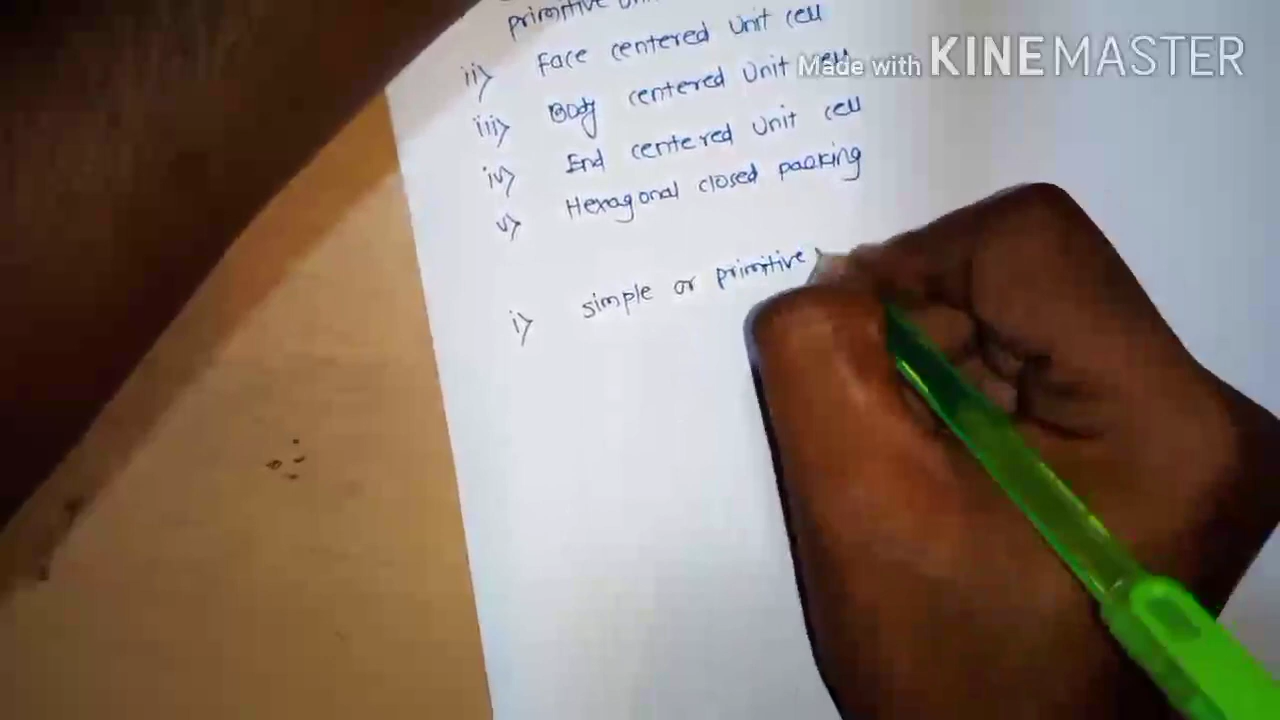 primitive
ii) Face centered Unit cell
iii) Body centered Unit cell
iv) End centered Unit cell
v) Hexagonal closed packing
i) simple or primitive
Made with KINEMASTER